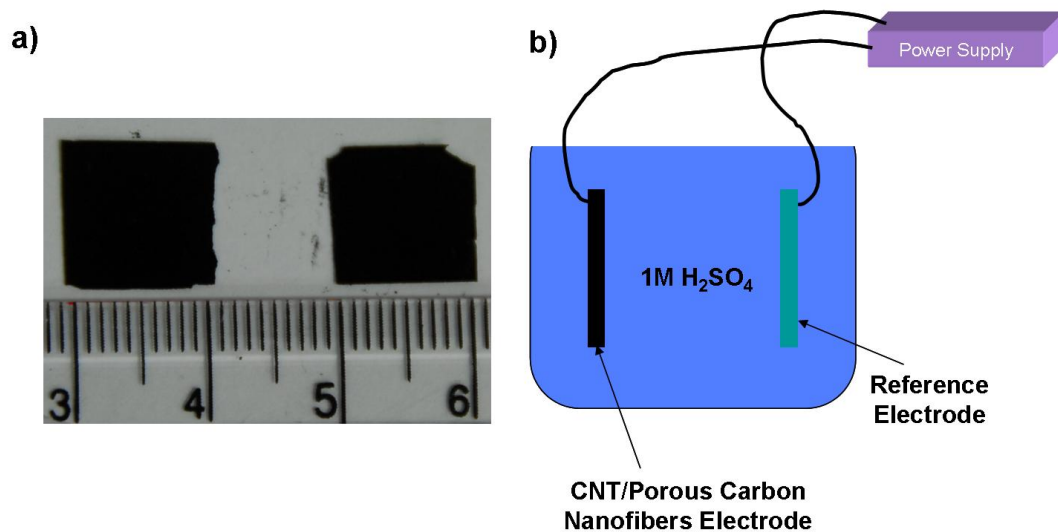 a)
3 4 5 6
b)
Power Supply
1M H₂SO₄
Reference
Electrode
CNT/Porous Carbon
Nanofibers Electrode